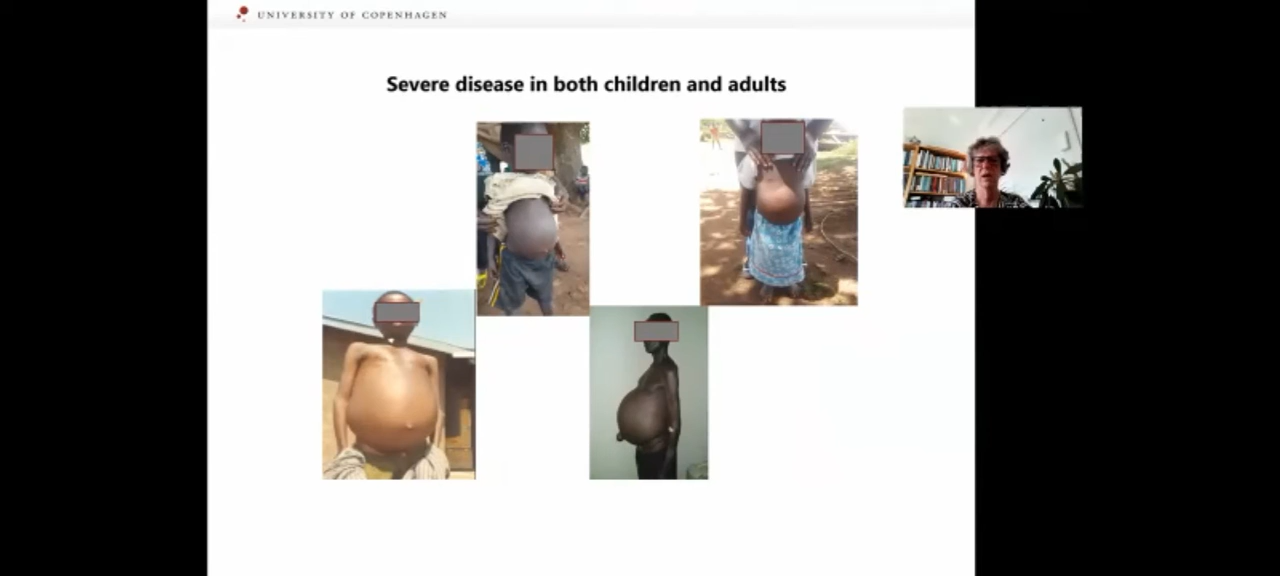 UNIVERSITY OF COPENHAGEN
Severe disease in both children and adults